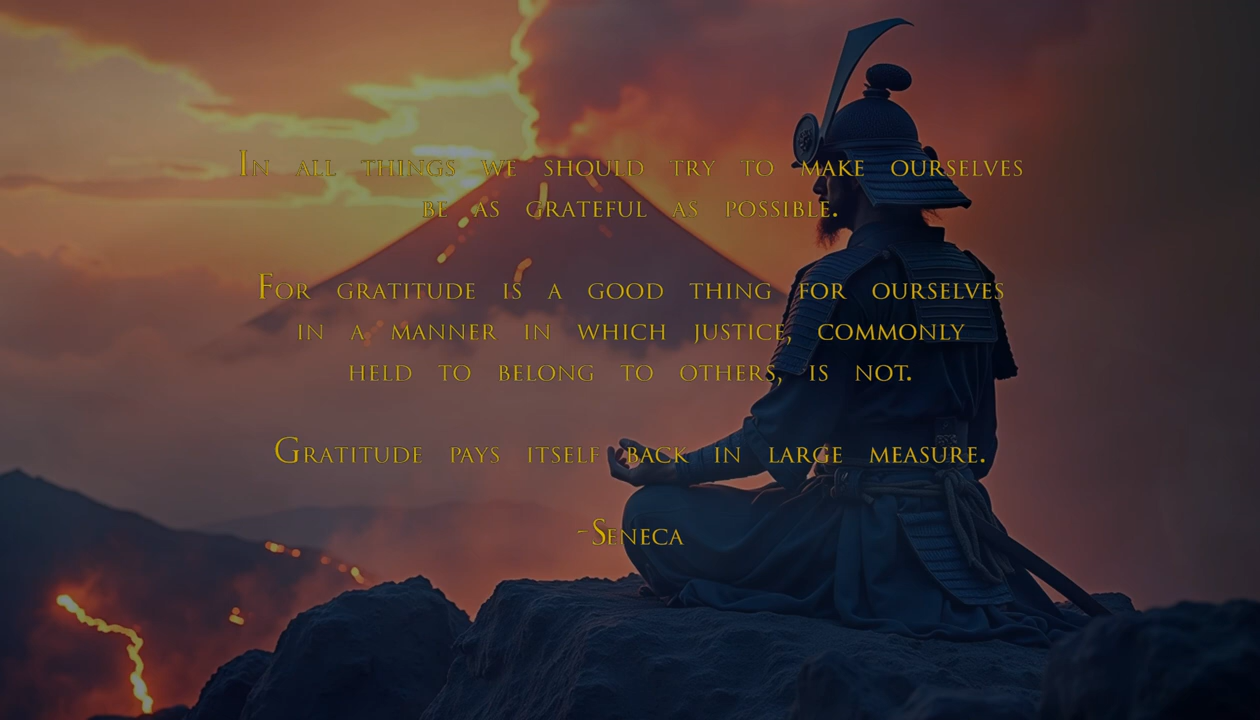 In all things we should try to make ourselves
be as grateful as possible.
For gratitude is a good thing for ourselves
in a manner in which justice, commonly
held to belong to others, is not.
Gratitude pays itself back in large measure.
-Seneca